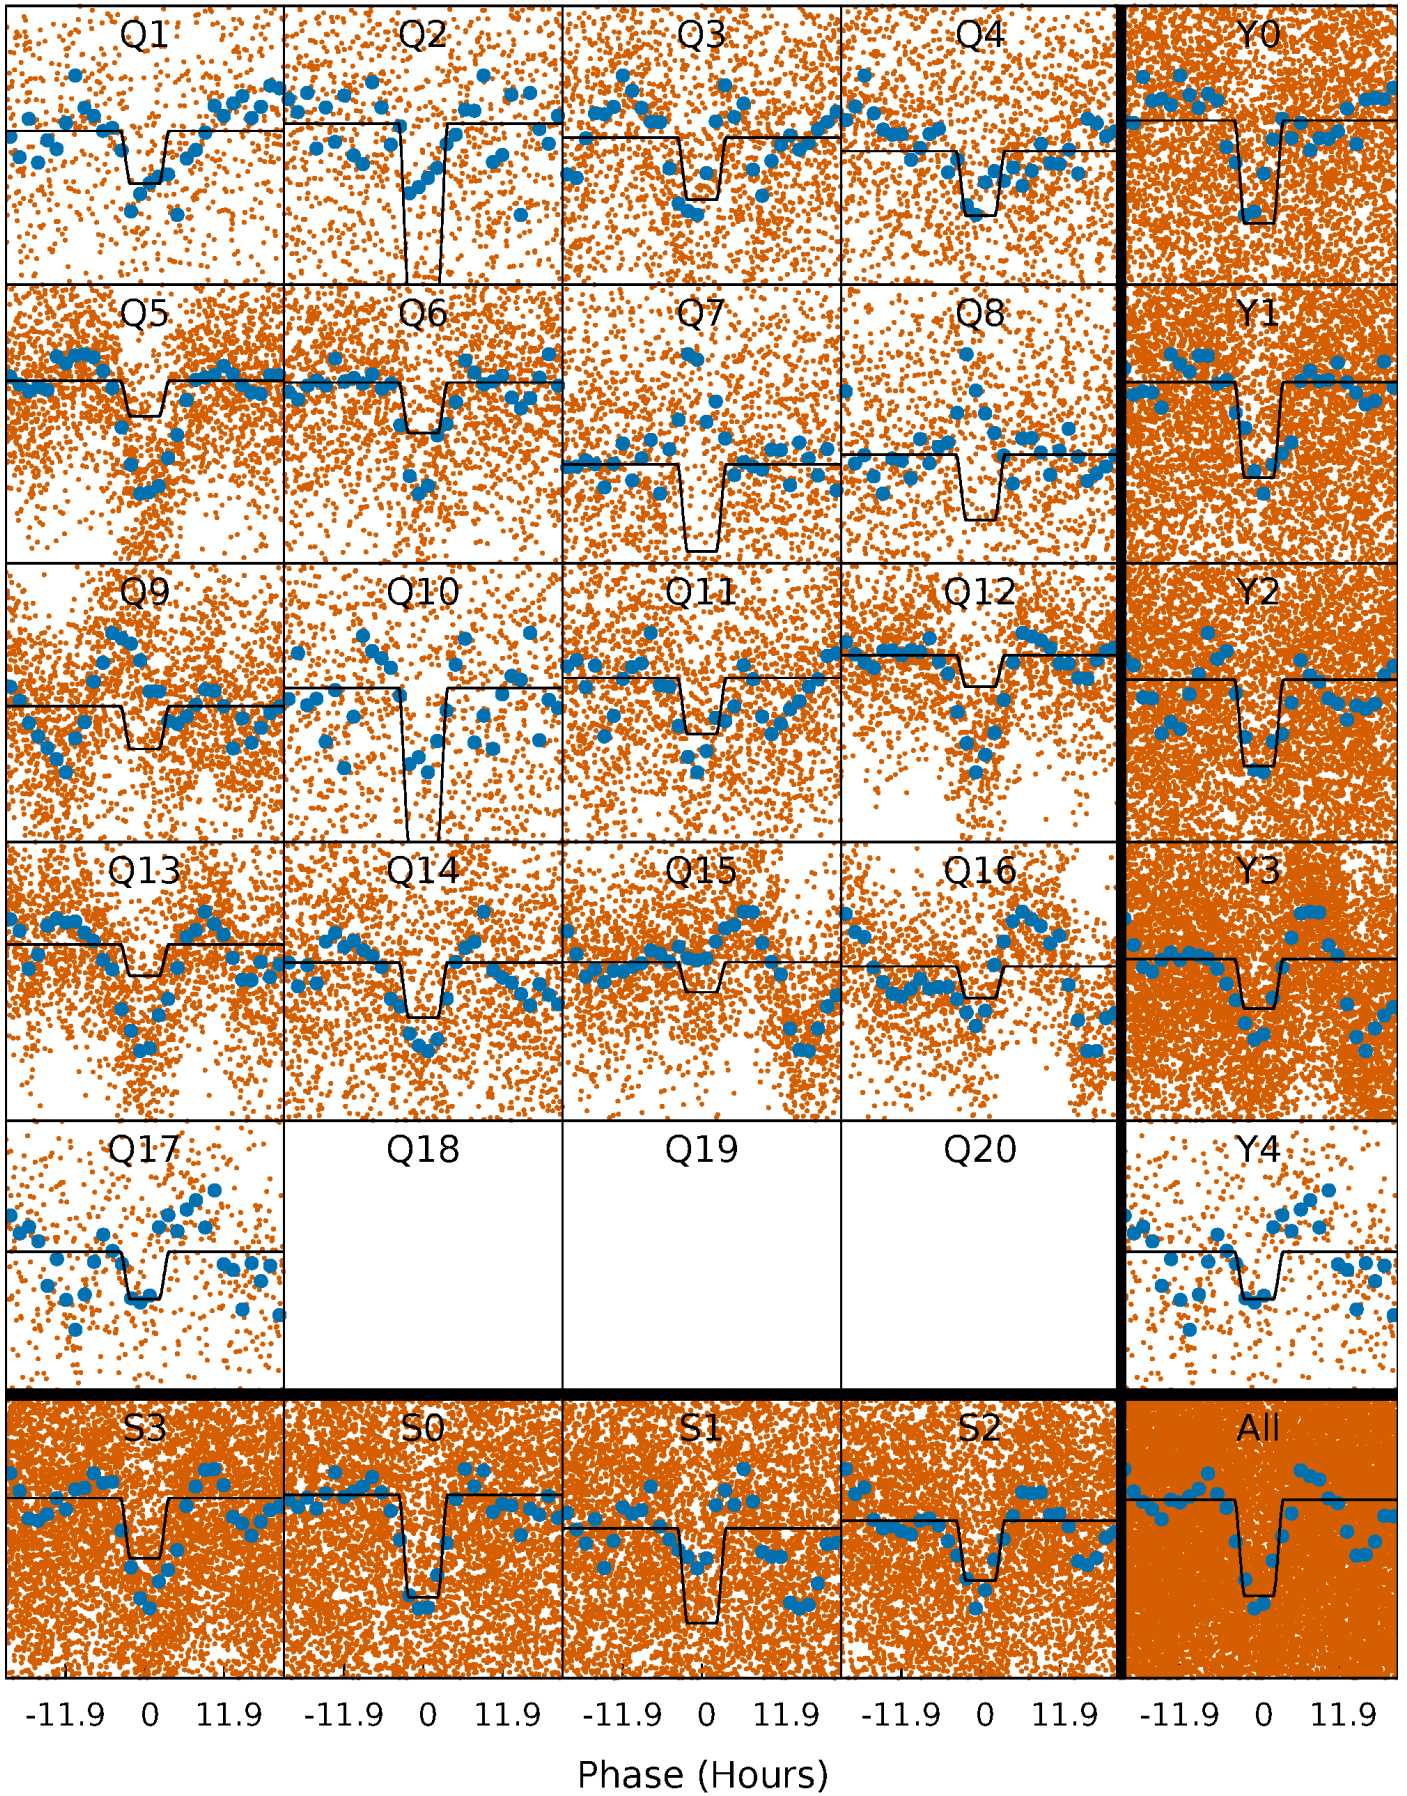 Q1 Q2 Q3 Q4 Y0
Q5 Q6 Q7 Q8 Y1
Q9 Q10 Q11 Q12 Y2
Q13 Q14 Q15 Q16 Y3
Q17 Q18 Q19 Q20 Y4
S3 S0 S1 S2 All
-11.9 0 11.9 -11.9 0 11.9 -11.9 0 11.9 -11.9 0 11.9 -11.9 0 11.9
Phase (Hours)